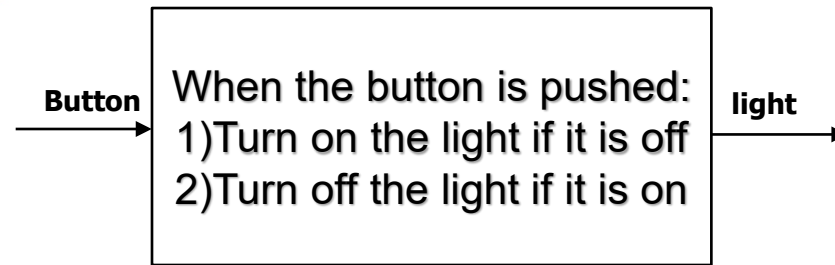 Button
When the button is pushed:
1)Turn on the light if it is off
2)Turn off the light if it is on
light